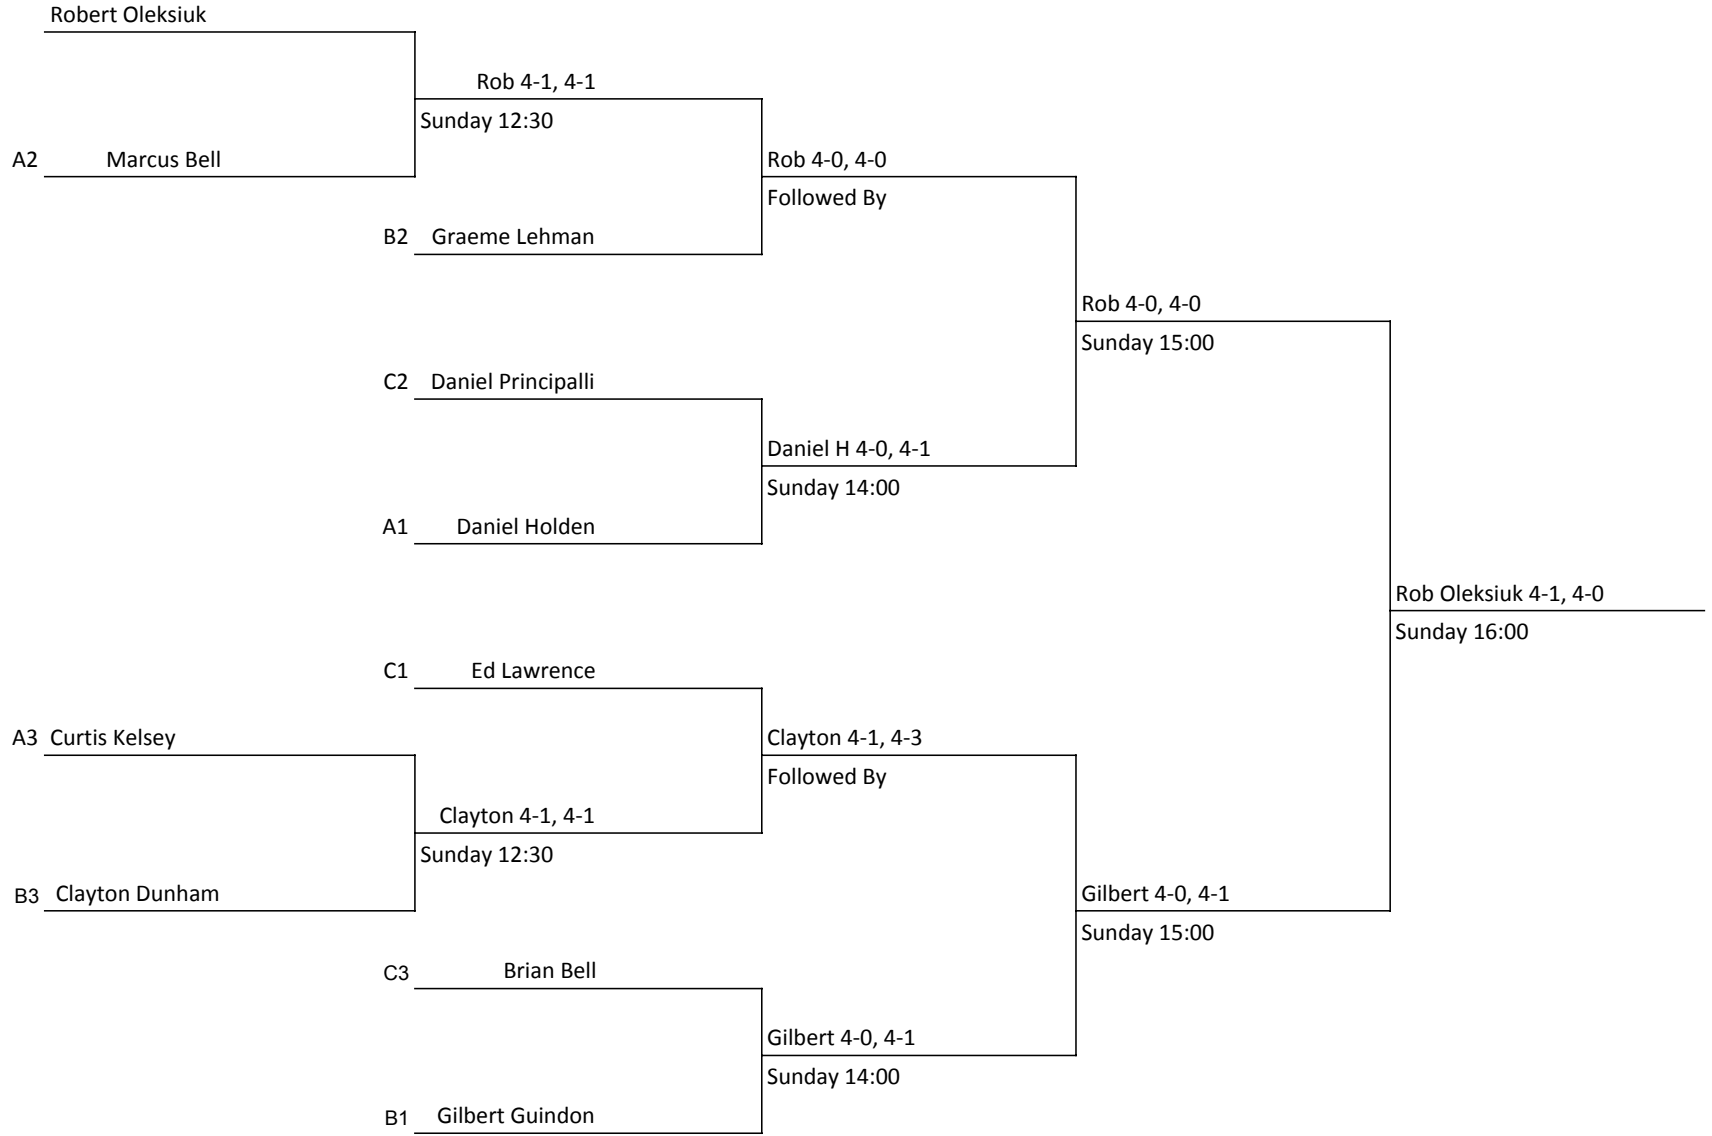 Robert Oleksiuk
Rob 4-1, 4-1
Sunday 12:30
A2 Marcus Bell
Rob 4-0, 4-0
Followed By
B2 Graeme Lehman
Rob 4-0, 4-0
Sunday 15:00
C2 Daniel Principalli
Daniel H 4-0, 4-1
Sunday 14:00
A1 Daniel Holden
Rob Oleksiuk 4-1, 4-0
Sunday 16:00
C1 Ed Lawrence
A3 Curtis Kelsey
Clayton 4-1, 4-3
Followed By
Clayton 4-1, 4-1
Sunday 12:30
B3 Clayton Dunham
Gilbert 4-0, 4-1
Sunday 15:00
C3 Brian Bell
Gilbert 4-0, 4-1
Sunday 14:00
B1 Gilbert Guindon